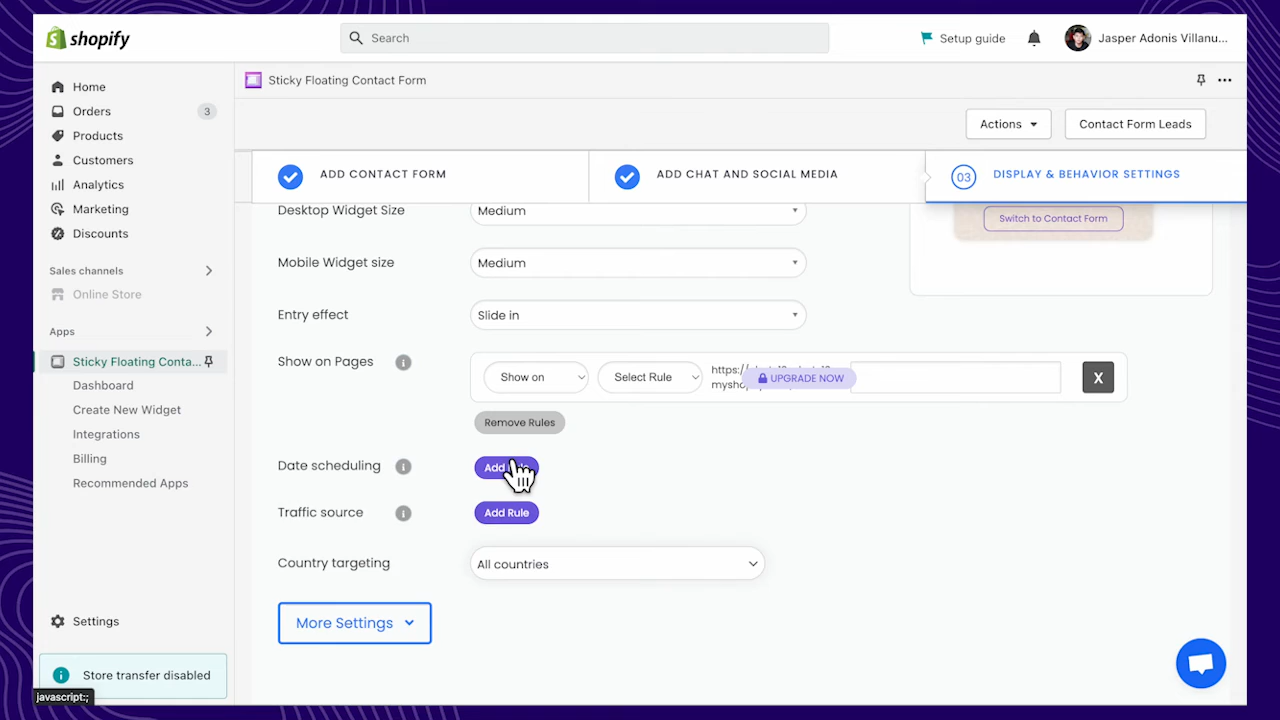 shopify
Search
Setup guide
Jasper Adonis Villanu...
Home
Orders
3
Products
Customers
Analytics
Marketing
Discounts
Sales channels
Online Store
Apps
Sticky Floating Conta...
Dashboard
Create New Widget
Integrations
Billing
Recommended Apps
Settings
Store transfer disabled
javascript:;
Sticky Floating Contact Form
Actions
Contact Form Leads
ADD CONTACT FORM
ADD CHAT AND SOCIAL MEDIA
03
DISPLAY & BEHAVIOR SETTINGS
Switch to Contact Form
Desktop Widget Size
Medium
Mobile Widget size
Medium
Entry effect
Slide in
Show on Pages
i
Show on
Select Rule
UPGRADE NOW
X
Remove Rules
Date scheduling
i
Add
Traffic source
i
Add Rule
Country targeting
All countries
More Settings